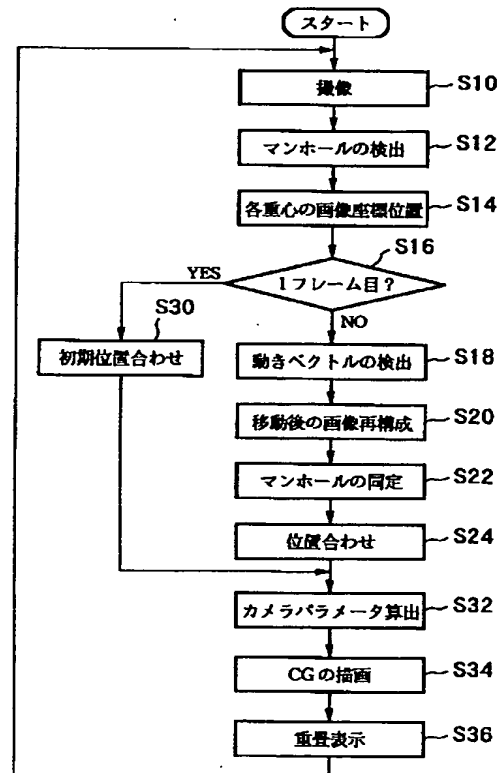 スタート
撮像
S10
マンホールの検出
S12
各重心の画像座標位置
S14
S16
1フレーム目?
YES
NO
S30
初期位置合わせ
動きベクトルの検出
S18
移動後の画像再構成
S20
マンホールの同定
S22
位置合わせ
S24
カメラパラメータ算出
S32
CGの描画
S34
重畳表示
S36